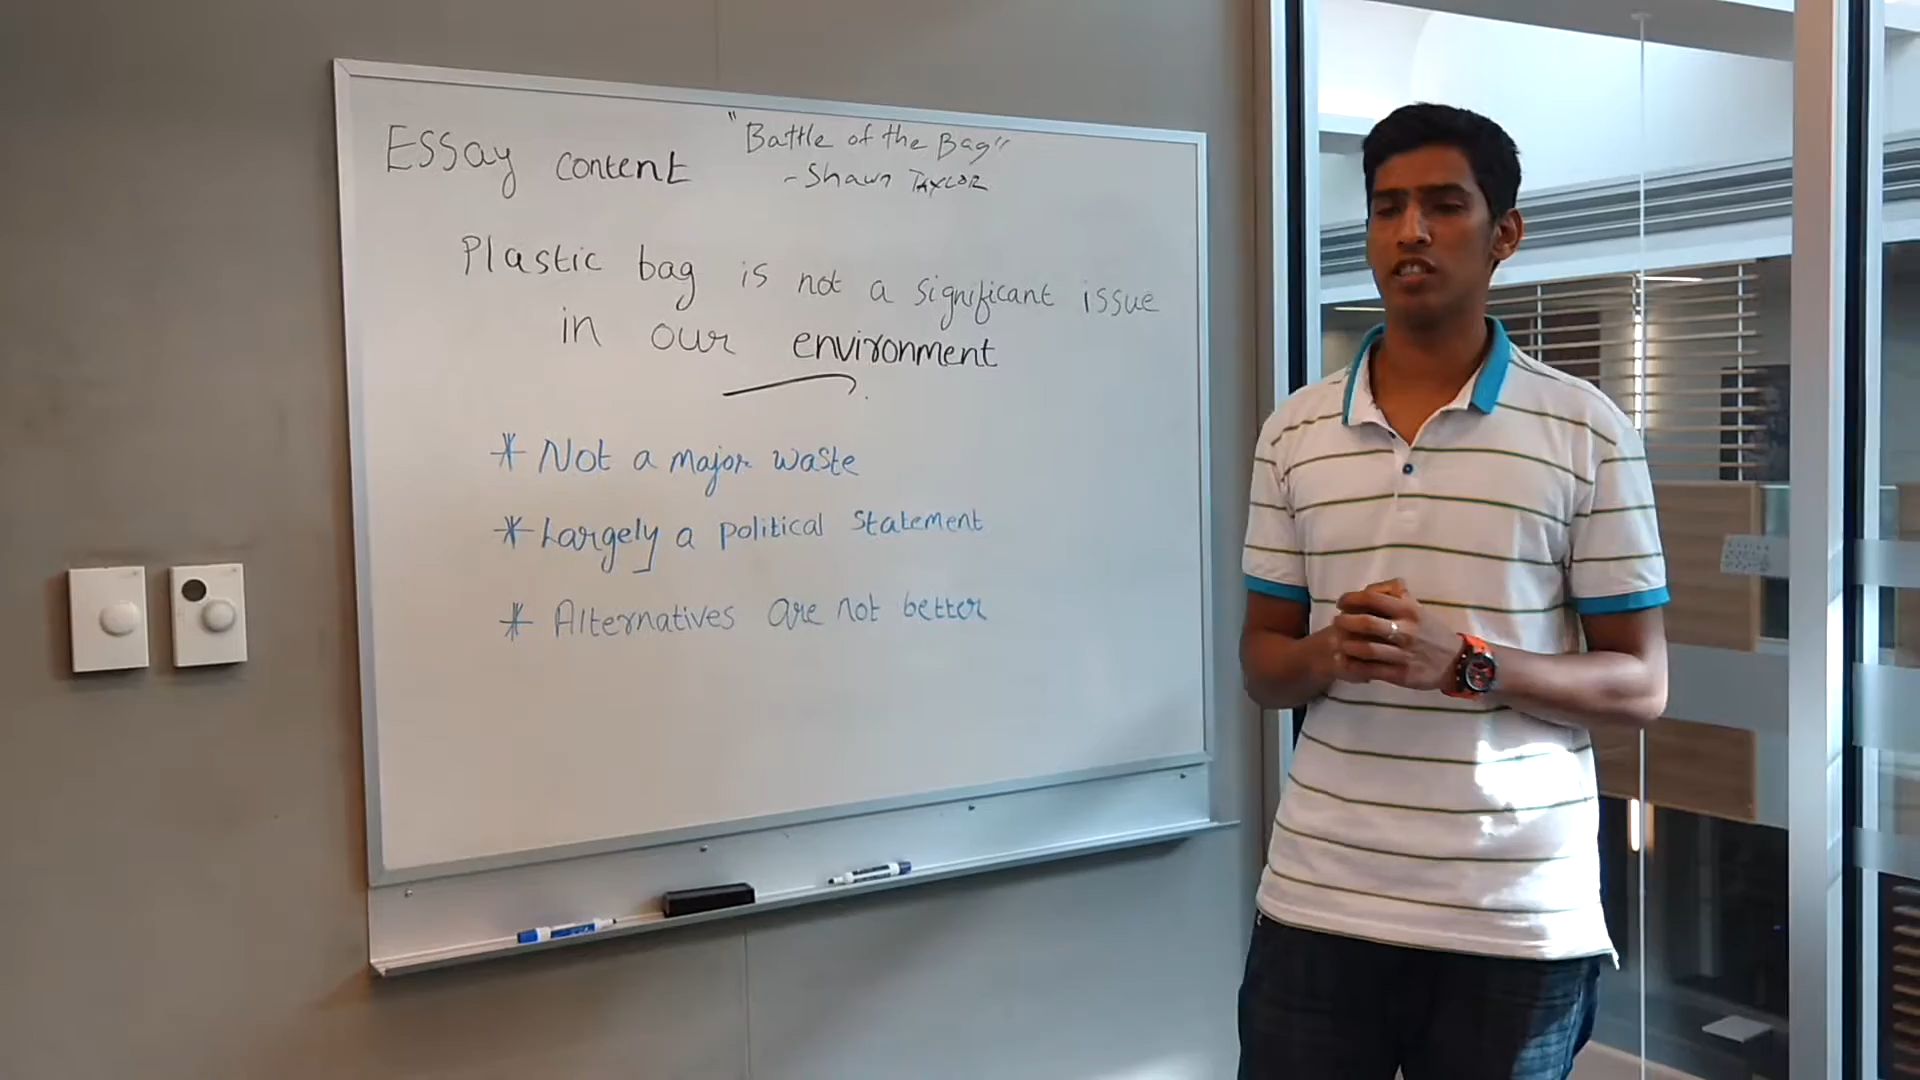 Essay content
"Battle of the Bag"
- Shawn TAYLOR
Plastic bag is not a significant issue
in our environment
* Not a major waste
* Largely a political statement
* Alternatives are not better